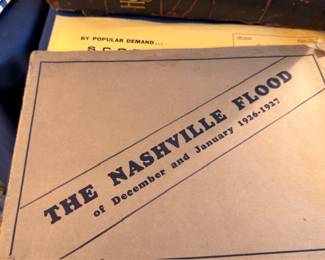 BY POPULAR DEMAND...
THE NASHVILLE FLOOD
of December and January 1926-1927